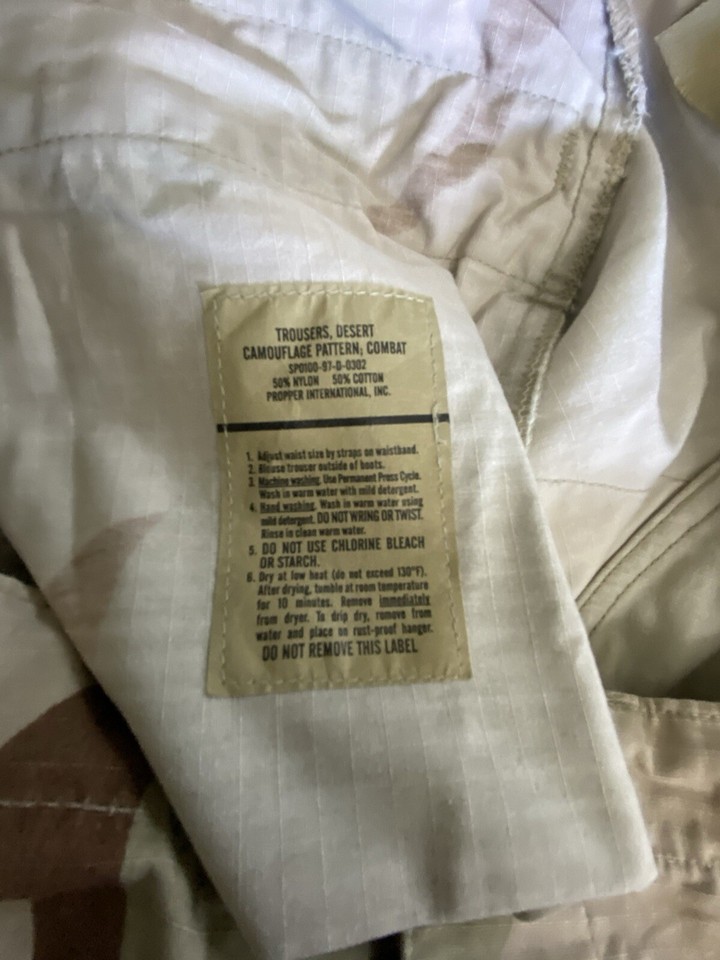 TROUSERS, DESERT
CAMOUFLAGE PATTERN; COMBAT
SPO100-97-D-0302
50% NYLON 50% COTTON
PROPPER INTERNATIONAL, INC.
1. Adjust waist size by straps on waistband.
2. Blouse trouser outside of boots.
3. Machine washing. Use Permanent Press Cycle.
Wash in warm water with mild detergent.
4. Hand washing. Wash in warm water using
mild detergent. DO NOT WRING OR TWIST.
Rinse in clean warm water.
5. DO NOT USE CHLORINE BLEACH
OR STARCH.
6. Dry at low heat (do not exceed 130°F).
After drying, tumble at room temperature
for 10 minutes. Remove immediately
from dryer. To drip dry, remove from
water and place on rust-proof hanger.
DO NOT REMOVE THIS LABEL